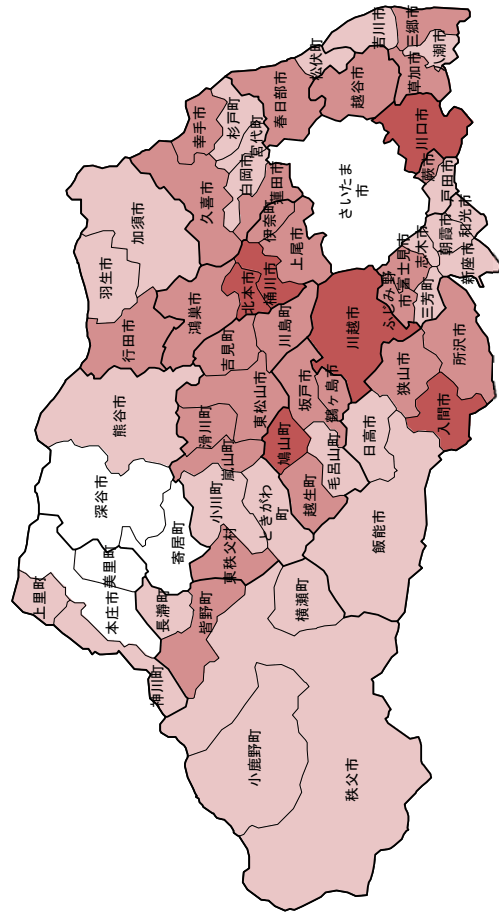 上里町
神川町
本庄市
美里町
深谷市
寄居町
長瀞町
皆野町
小鹿野町
秩父市
横瀬町
東秩父村
熊谷市
小川町
ときがわ
町
嵐山町
滑川町
東松山市
吉見町
鳩山町
越生町
毛呂山町
飯能市
日高市
坂戸市
鶴ヶ島市
川島町
行田市
羽生市
加須市
鴻巣市
北本市
桶川市
久喜市
幸手市
杉戸町
宮代町
白岡市
蓮田市
伊奈町
上尾市
春日部市
松伏町
越谷市
吉川市
三郷市
八潮市
草加市
川口市
さいたま
市
蕨市
戸田市
和光市
朝霞市
新座市
志木市
富士見市
ふじみ野
市
三芳町
川越市
狭山市
入間市
所沢市